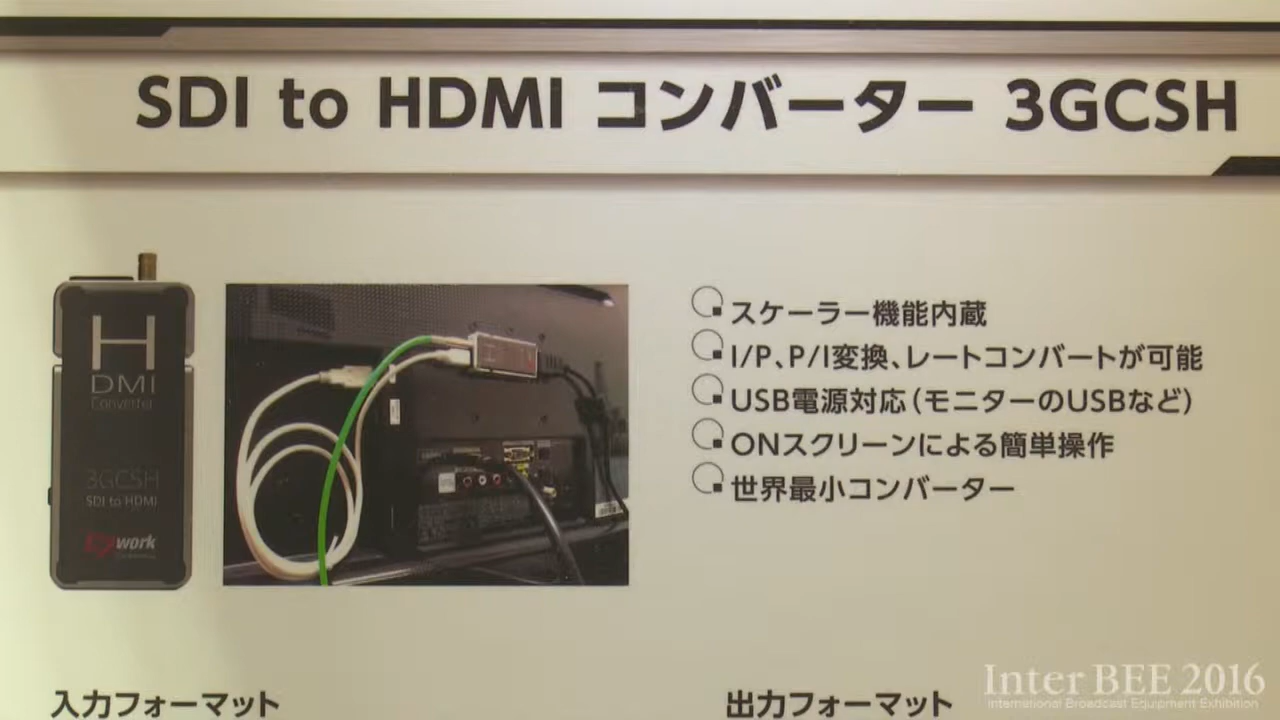 SDI to HDMI コンバーター 3GCSH
H
DMI
Converter
3GCSH
SDI to HDMI
work
スケーラー機能内蔵
I/P、P/I変換、レートコンバートが可能
USB電源対応（モニターのUSBなど）
ONスクリーンによる簡単操作
世界最小コンバーター
入力フォーマット
出力フォーマット
Inter BEE 2016
International Broadcast Equipment Exhibition